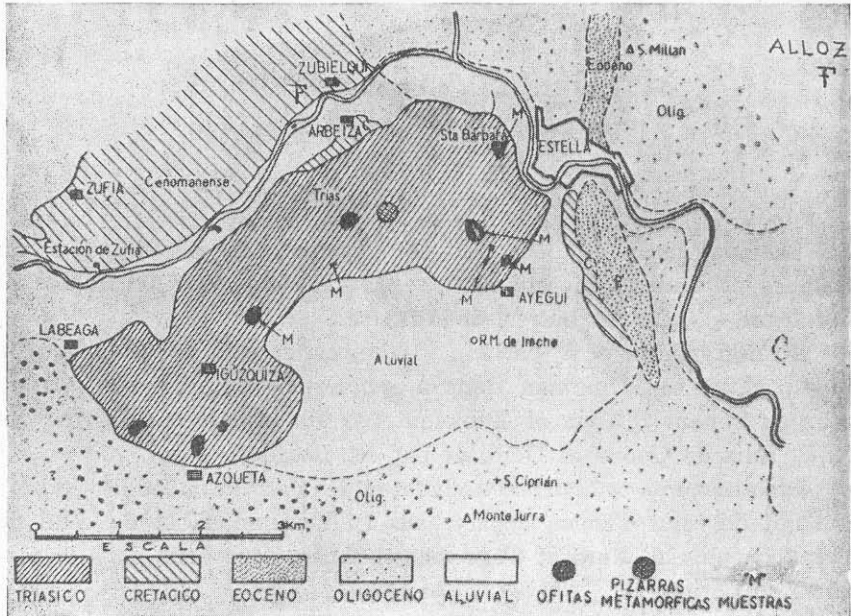 ALLOZ
F
S. Millan
Eoceno
Olig.
ZUBIELQUI
F
ARBEIZA
Sta Barbara
M
ESTELLA
ZUFIA
Cenomanense
Trias
Estación de Zufia
M
M
M
M
C
E
AYEGUI
LABEAGA
M
R.M. de Irache
Aluvial
IGUZQUIZA
AZQUETA
Olig.
S. Ciprián
Monte Jurra
0 1 2 3 Km.
ESCALA
TRIASICO CRETACICO EOCENO OLIGOCENO ALUVIAL OFITAS PIZARRAS METAMORFICAS "M" MUESTRAS